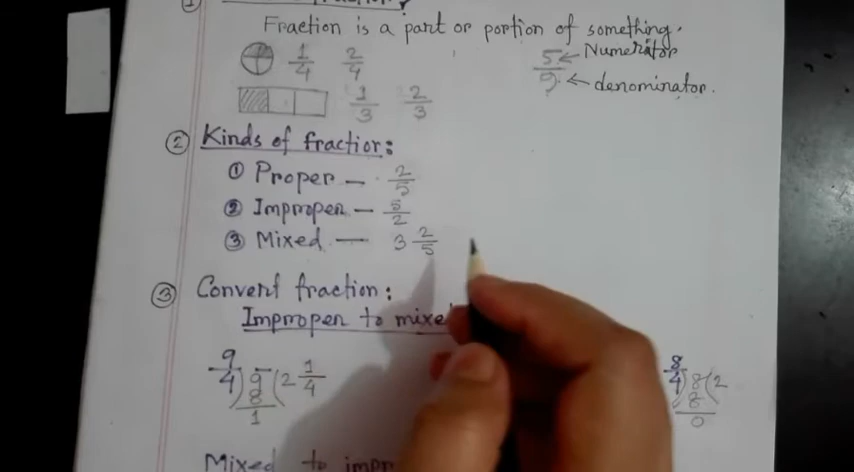 ①
Fraction is a part or portion of something.
1/4 2/4 5/9 ← Numerator
← denominator.
1/3 2/3
② Kinds of fraction:
① Proper — 2/5
② Improper — 5/2
③ Mixed — 3 2/5
③ Convert fraction:
Improper to mixe
9/4 ) 9 ( 2 1/4
8
1
8/4 ) 8 ( 2
8
0
Mixed to impr